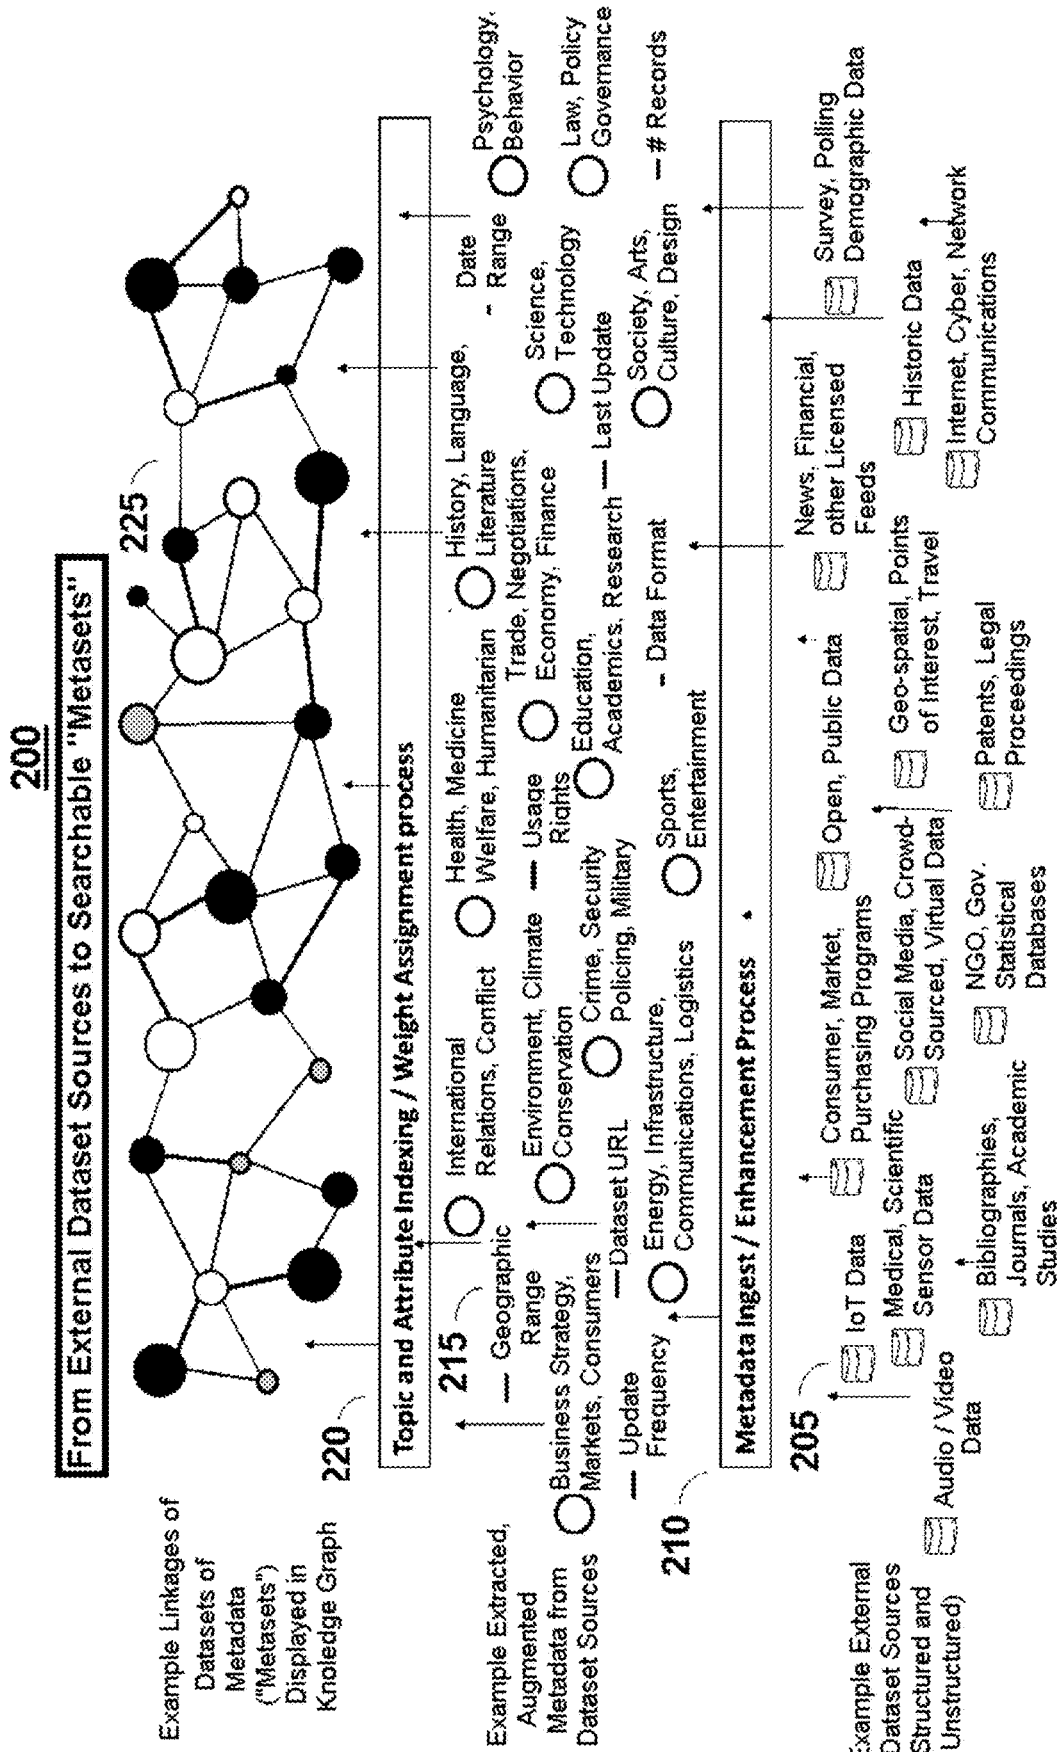 200
From External Dataset Sources to Searchable "Metasets"
Example Linkages of
Datasets of
Metadata
("Metasets")
Displayed in
Knoledge Graph
225
220
Topic and Attribute Indexing / Weight Assignment process
215
Example Extracted,
Augmented
Metadata from
Dataset Sources
Geographic
Range
International
Relations, Conflict
Health, Medicine
Welfare, Humanitarian
History, Language,
Literature
Date
Range
Psychology,
Behavior
Business Strategy,
Markets, Consumers
Environment, Climate
Conservation
Usage
Rights
Trade, Negotiations,
Economy, Finance
Science,
Technology
Law, Policy
Governance
Dataset URL
Crime, Security
Policing, Military
Education,
Academics, Research
Last Update
Update
Frequency
Energy, Infrastructure,
Communications, Logistics
Sports,
Entertainment
Data Format
Society, Arts,
Culture, Design
# Records
210
Metadata Ingest / Enhancement Process
205
Example External
Dataset Sources
Structured and
Unstructured)
IoT Data
Consumer, Market,
Purchasing Programs
Open, Public Data
News, Financial,
other Licensed
Feeds
Survey, Polling
Demographic Data
Medical, Scientific
Sensor Data
Social Media, Crowd-
Sourced, Virtual Data
Geo-spatial, Points
of Interest, Travel
Historic Data
Audio / Video
Data
Bibliographies,
Journals, Academic
Studies
NGO, Gov.
Statistical
Databases
Patents, Legal
Proceedings
Internet, Cyber, Network
Communications